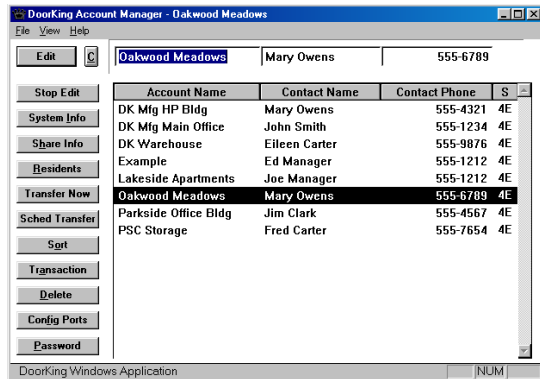 DoorKing Account Manager - Oakwood Meadows
File View Help
Edit C Oakwood Meadows Mary Owens 555-6789
Stop Edit
System Info
Share Info
Residents
Transfer Now
Sched Transfer
Sort
Transaction
Delete
Config Ports
Password
Account Name Contact Name Contact Phone S
DK Mfg HP Bldg Mary Owens 555-4321 4E
DK Mfg Main Office John Smith 555-1234 4E
DK Warehouse Eileen Carter 555-9876 4E
Example Ed Manager 555-1212 4E
Lakeside Apartments Joe Manager 555-1212 4E
Oakwood Meadows Mary Owens 555-6789 4E
Parkside Office Bldg Jim Clark 555-4567 4E
PSC Storage Fred Carter 555-7654 4E
DoorKing Windows Application NUM